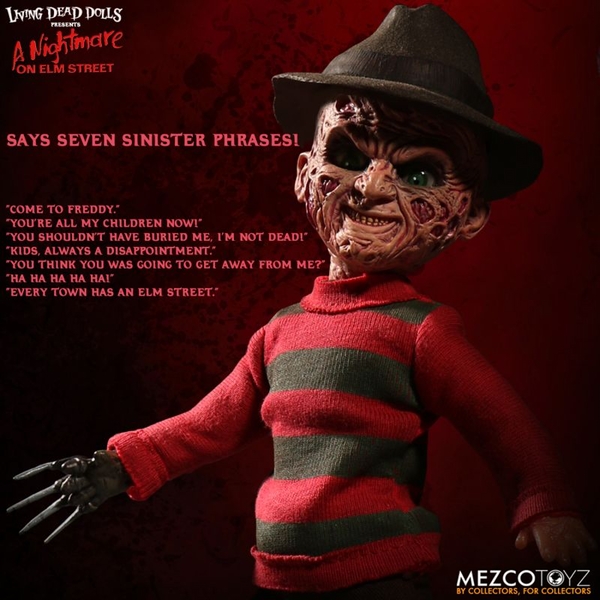 LIVING DEAD DOLLS
PRESENTS
A Nightmare
ON ELM STREET
SAYS SEVEN SINISTER PHRASES!
"COME TO FREDDY."
"YOU'RE ALL MY CHILDREN NOW!"
"YOU SHOULDN'T HAVE BURIED ME, I'M NOT DEAD!"
"KIDS, ALWAYS A DISAPPOINTMENT."
"YOU THINK YOU WAS GOING TO GET AWAY FROM ME?"
"HA HA HA HA HA!"
"EVERY TOWN HAS AN ELM STREET."
MEZCOTOYZ
BY COLLECTORS, FOR COLLECTORS